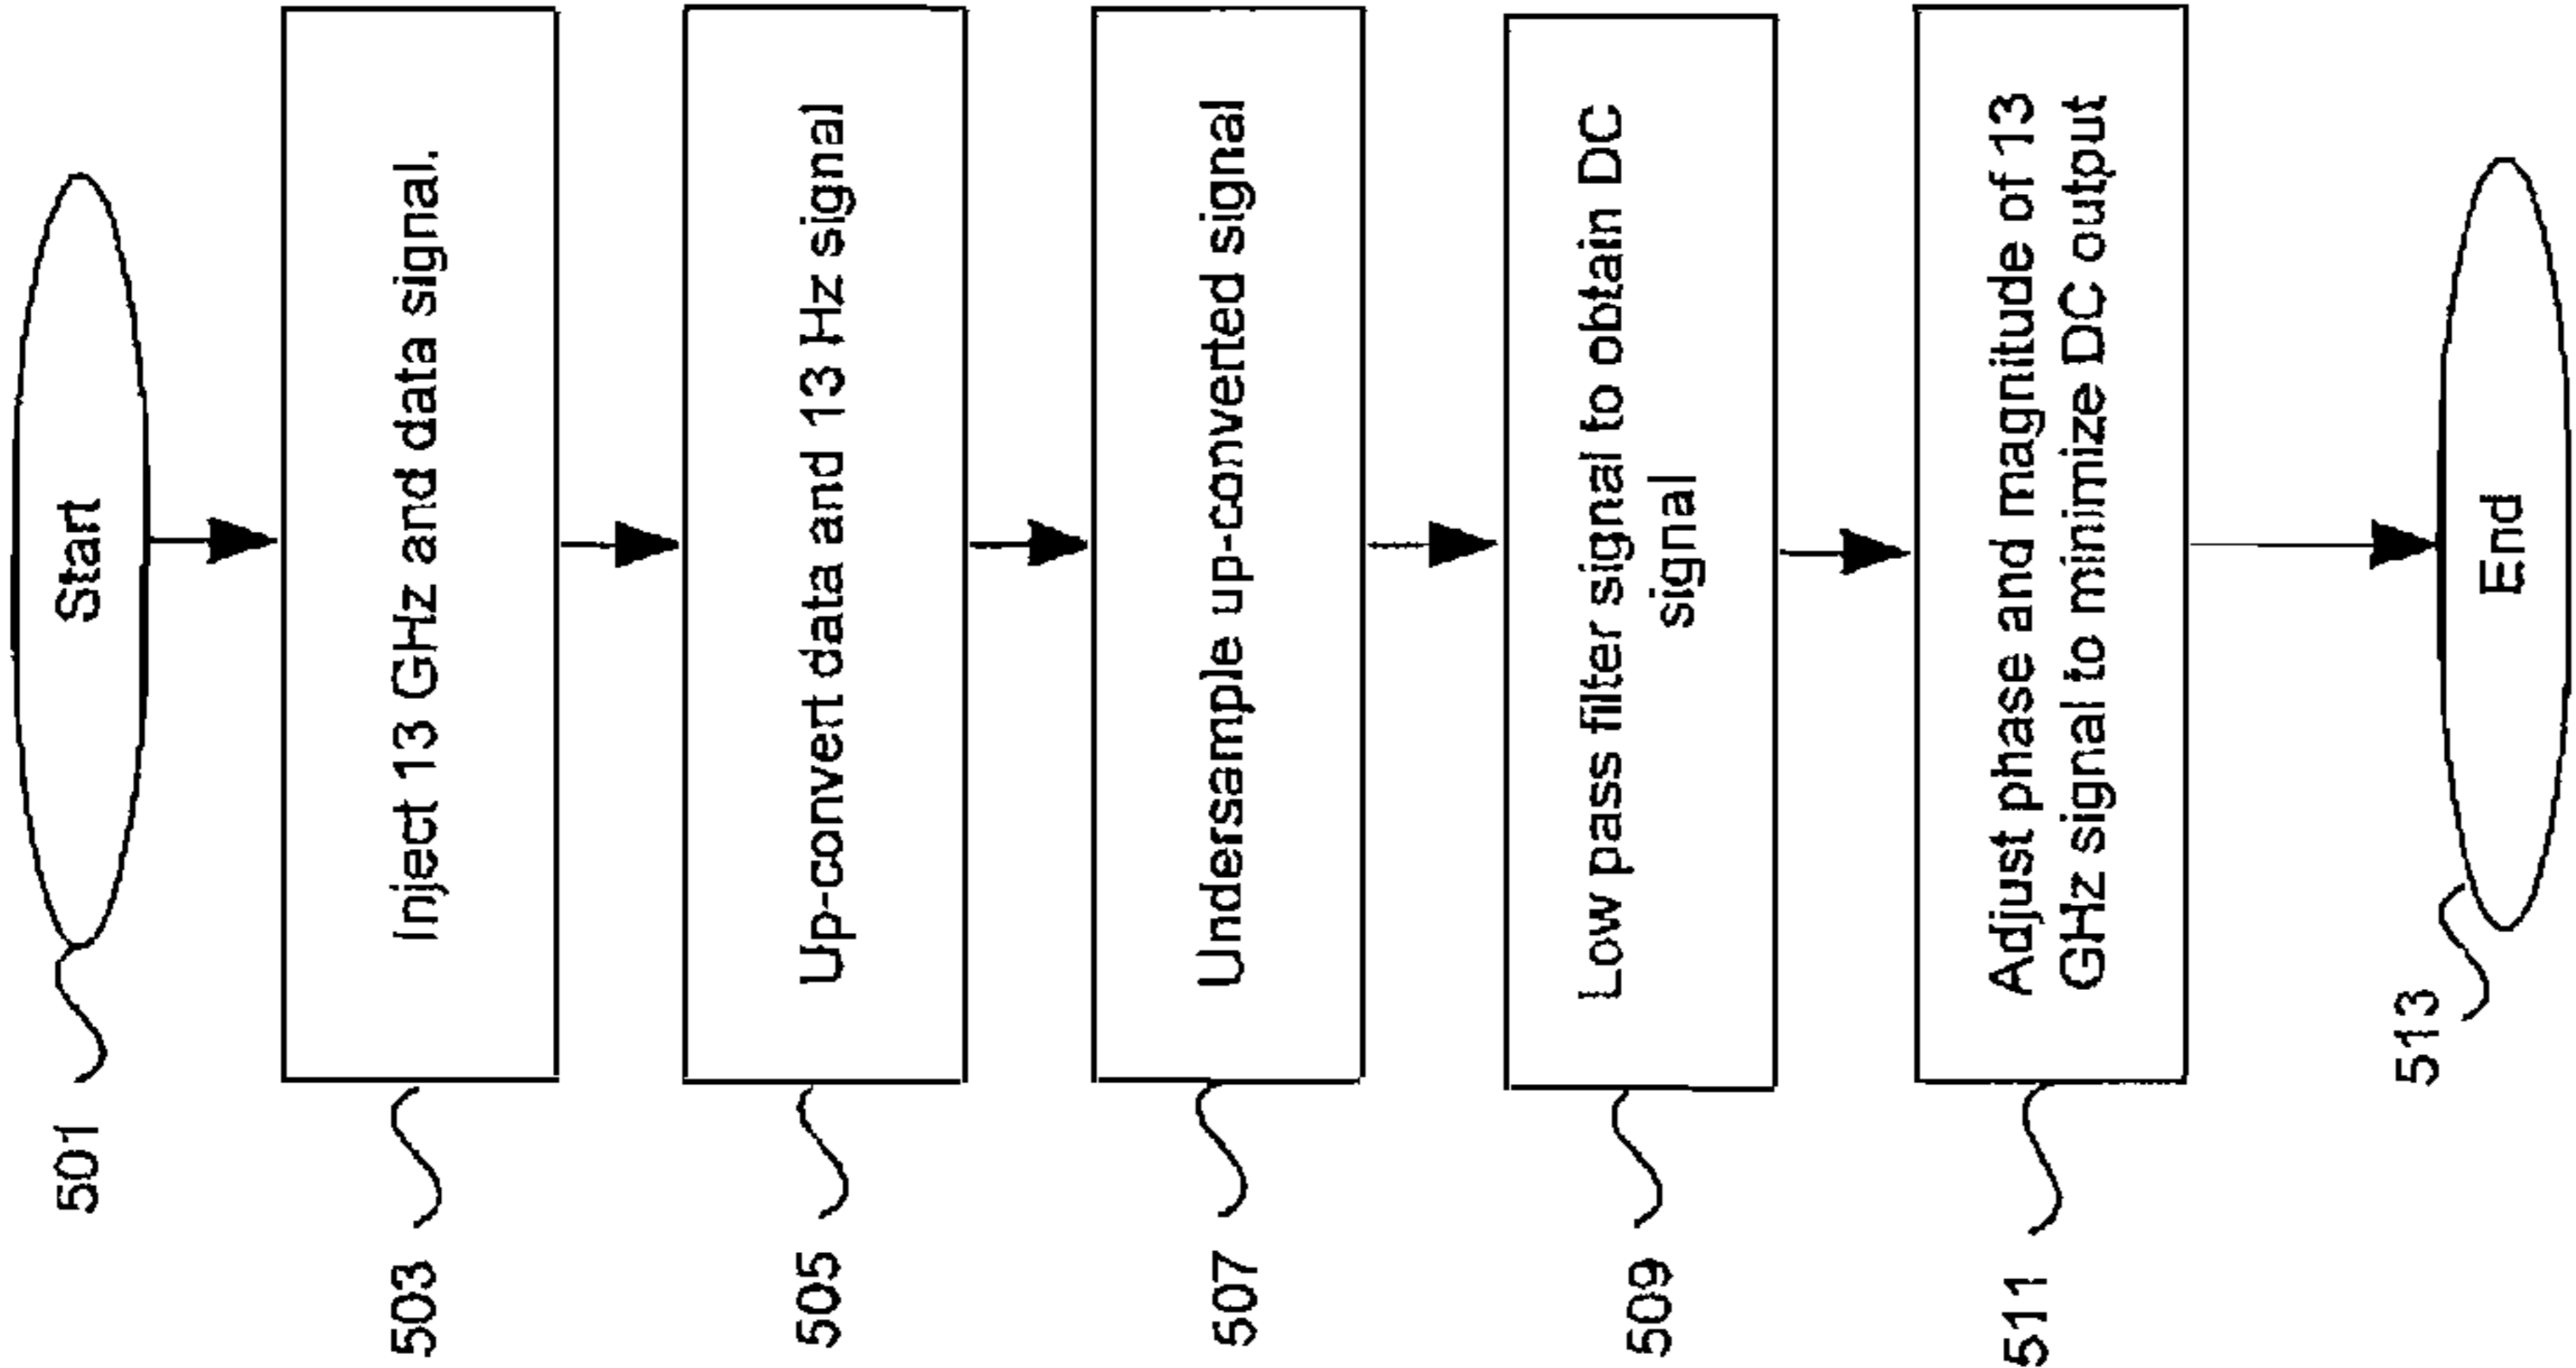 501
Start
503
Inject 13 GHz and data signal.
505
Up-convert data and 13 Hz signal
507
Undersample up-converted signal
509
Low pass filter signal to obtain DC
signal
511
Adjust phase and magnitude of 13
GHz signal to minimize DC output
513
End